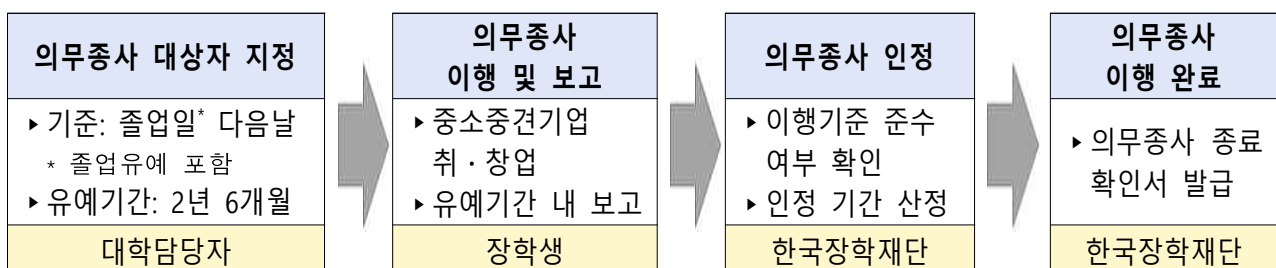 의무종사 대상자 지정
▸기준: 졸업일* 다음날
* 졸업유예 포함
▸유예기간: 2년 6개월
대학담당자
의무종사
이행 및 보고
▸중소중견기업
취·창업
▸유예기간 내 보고
장학생
의무종사 인정
▸이행기준 준수
여부 확인
▸인정 기간 산정
한국장학재단
의무종사
이행 완료
▸의무종사 종료
확인서 발급
한국장학재단